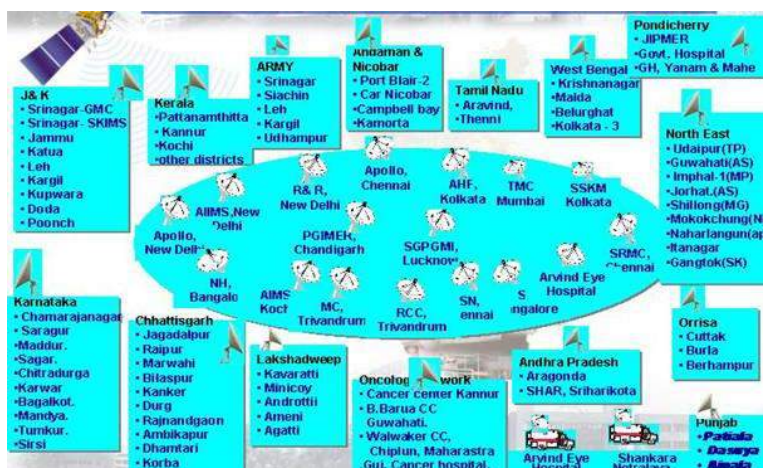 Pondicherry
• JIPMER
• Govt. Hospital
• GH, Yanam & Mahe
Andaman &
Nicobar
• Port Blair-2
• Car Nicobar
• Campbell bay
• Kamorta
ARMY
• Srinagar
• Siachin
• Leh
• Kargil
• Udhampur
West Bengal
• Krishnanagar
• Malda
• Belurghat
• Kolkata - 3
Tamil Nadu
• Aravind,
• Thenni
J& K
• Srinagar-GMC
• Srinagar- SKIMS
• Jammu
• Katua
• Leh
• Kargil
• Kupwara
• Doda
• Poonch
Kerala
•Pattanamthitta
• Kannur
• Kochi
•other districts
North East
• Udaipur(TP)
• Guwahati(AS)
• Imphal-1(MP)
• Jorhat.(AS)
• Shillong(MG)
• Mokokchung(N
• Naharlangun(ap
• Itanagar
• Gangtok(SK)
Apollo,
Chennai
R& R,
New Delhi
AHF,
Kolkata
TMC
Mumbai
SSKM
Kolkata
AIIMS,New
Delhi
Apollo,
New Delhi
PGIMER,
Chandigarh
SGPGMI,
Lucknow
SRMC,
Chennai
NH,
Bangalo
AIMS
Koch
MC,
Trivandrum
RCC,
Trivandrum
SN,
ennai
S
ngalore
Arvind Eye
Hospital
Karnataka
• Chamarajanagar
• Saragur
• Maddur.
•Sagar.
•Chitradurga
•Karwar
•Bagalkot.
•Mandya.
•Tumkur.
•Sirsi
Chhattisgarh
• Jagadalpur
• Raipur
• Marwahi
• Bilaspur
• Kanker
• Durg
• Rajnandgaon
• Ambikapur
• Dhamtari
• Korba
Lakshadweep
• Kavaratti
• Minicoy
• Androttii
• Ameni
• Agatti
Oncolog work
• Cancer center Kannur
• B.Barua CC
Guwahati.
• Walwaker CC,
Chiplun, Maharastra
• Guj. Cancer hospital,
Andhra Pradesh
• Aragonda
• SHAR, Sriharikota
Orrisa
• Cuttak
• Burla
• Berhampur
Arvind Eye
Hospital
Shankara
Netralaya
Punjab
• Patiala
• Dasuya